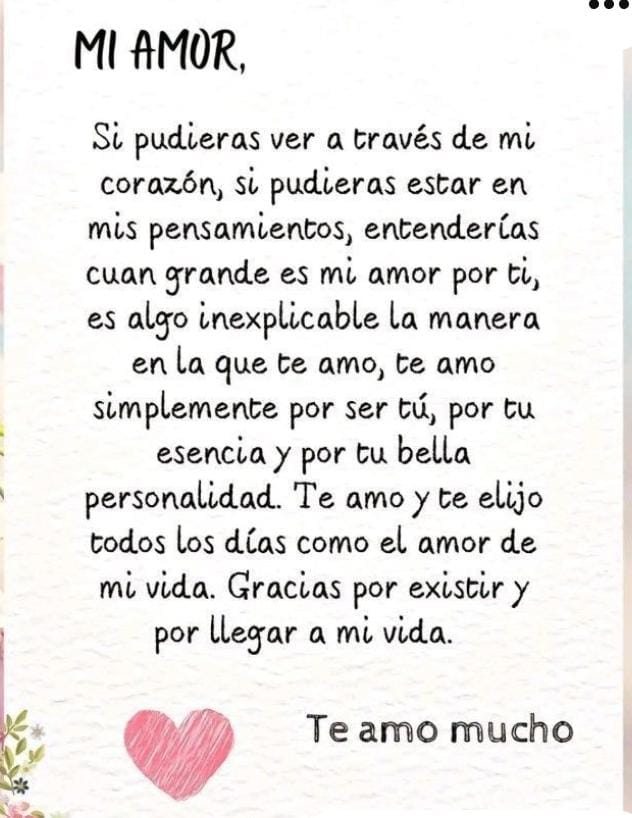 MI AMOR,
Si pudieras ver a través de mi
corazón, si pudieras estar en
mis pensamientos, entenderías
cuan grande es mi amor por ti,
es algo inexplicable la manera
en la que te amo, te amo
simplemente por ser tú, por tu
esencia y por tu bella
personalidad. Te amo y te elijo
todos los días como el amor de
mi vida. Gracias por existir y
por llegar a mi vida.
Te amo mucho